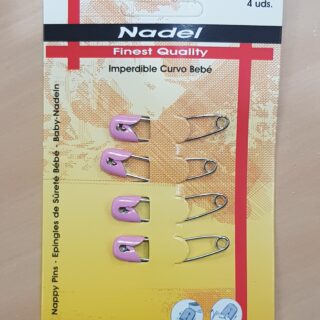 4 uds.
Nadel
Finest Quality
Imperdible Curvo Bebé
Nappy Pins - Epingles de Sûreté Bébé - Baby-Nadeln